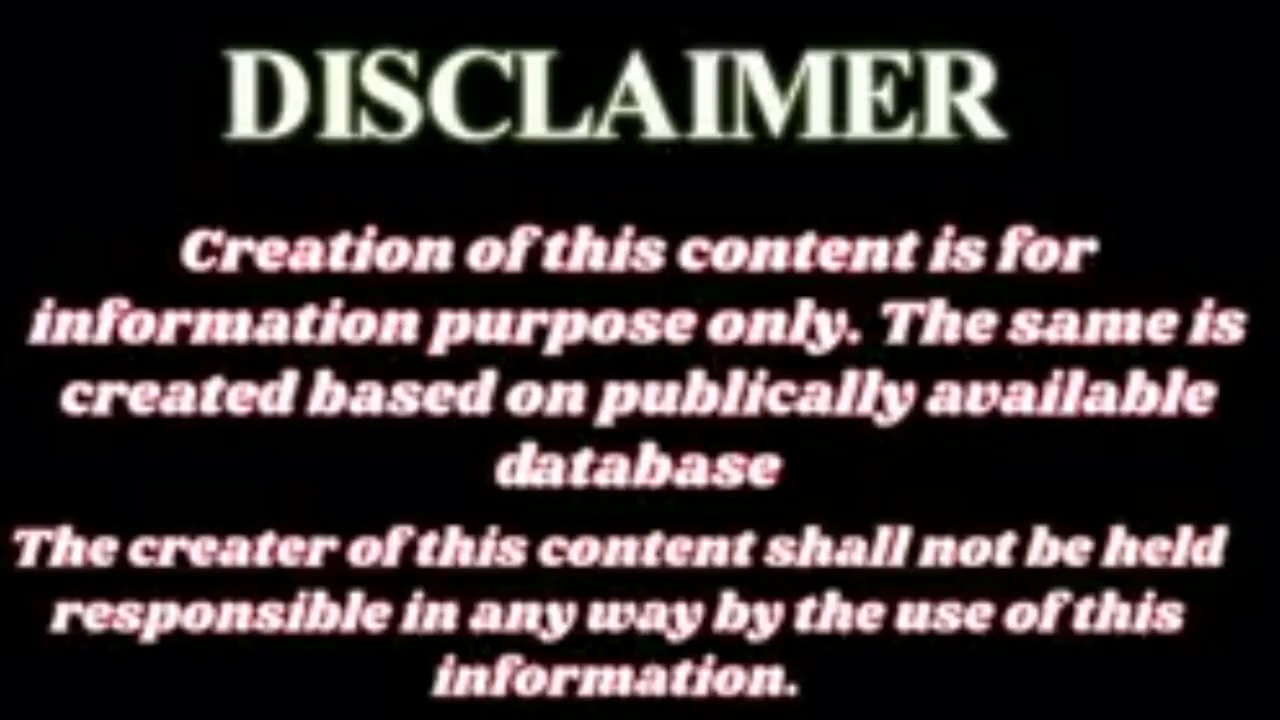 DISCLAIMER
Creation of this content is for
information purpose only. The same is
created based on publically available
database
The creater of this content shall not be held
responsible in any way by the use of this
information.